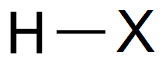 H — X